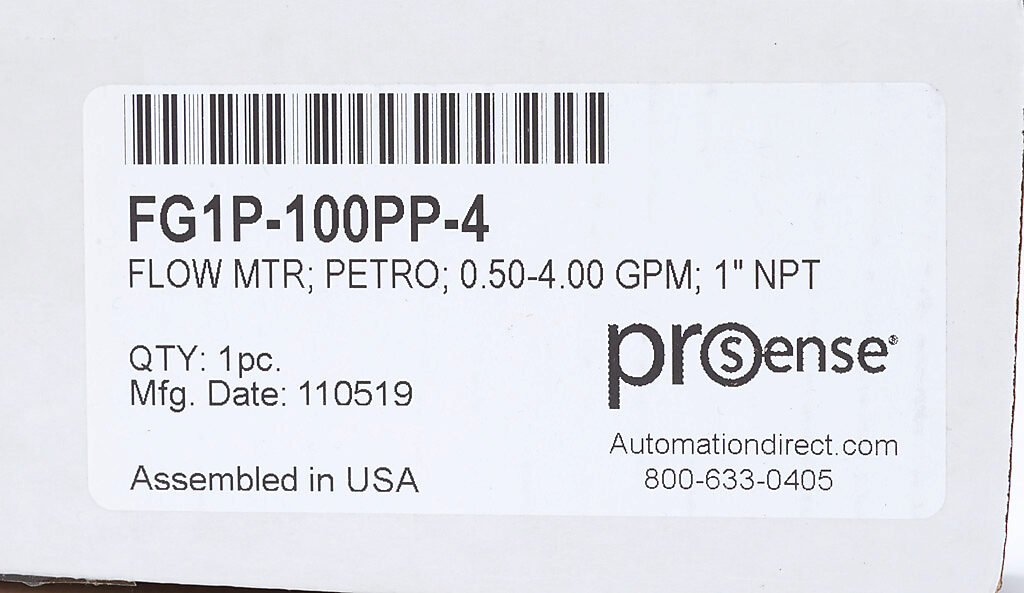 FG1P-100PP-4
FLOW MTR; PETRO; 0.50-4.00 GPM; 1" NPT
QTY: 1pc.
Mfg. Date: 110519
prosense®
Automationdirect.com
800-633-0405
Assembled in USA